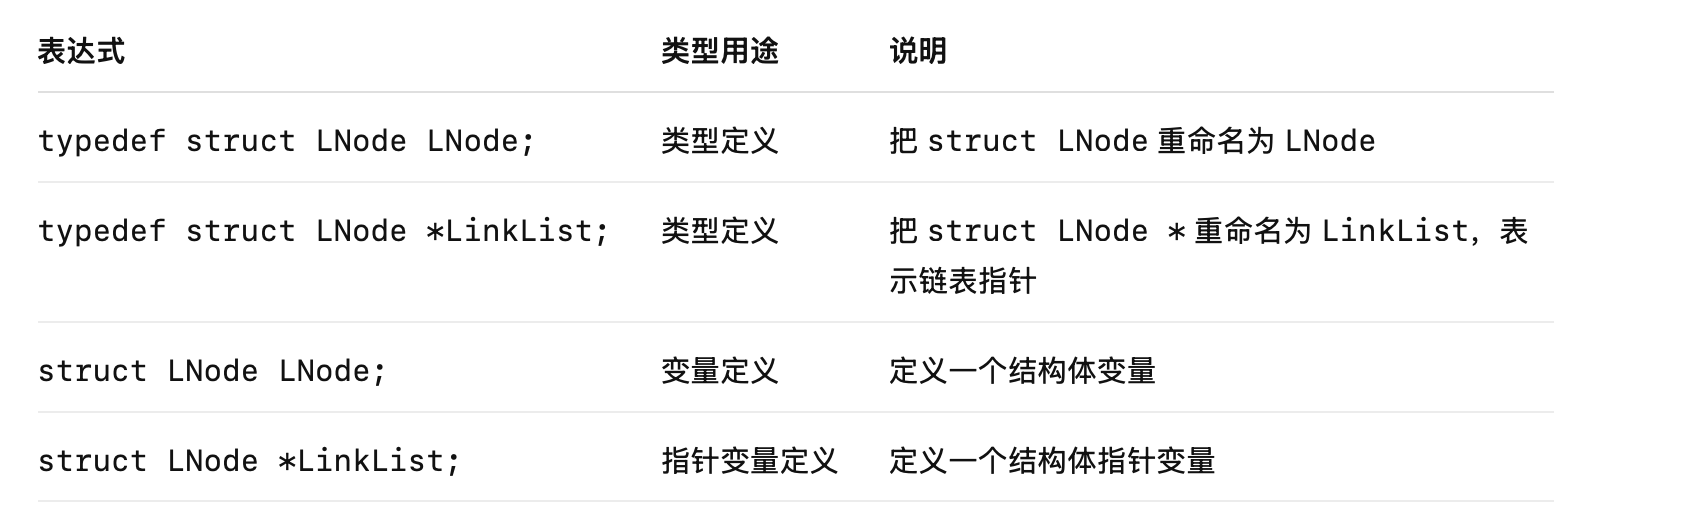 表达式 类型用途 说明
typedef struct LNode LNode; 类型定义 把 struct LNode 重命名为 LNode
typedef struct LNode *LinkList; 类型定义 把 struct LNode * 重命名为 LinkList，表
示链表指针
struct LNode LNode; 变量定义 定义一个结构体变量
struct LNode *LinkList; 指针变量定义 定义一个结构体指针变量